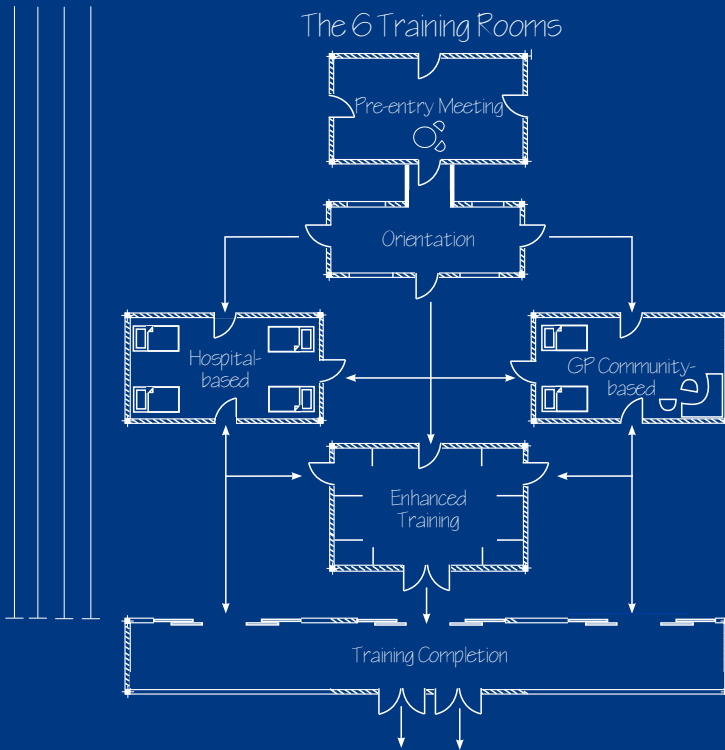 The 6 Training Rooms
Pre-entry Meeting
Orientation
Hospital-
based
GP Community-
based
Enhanced
Training
Training Completion